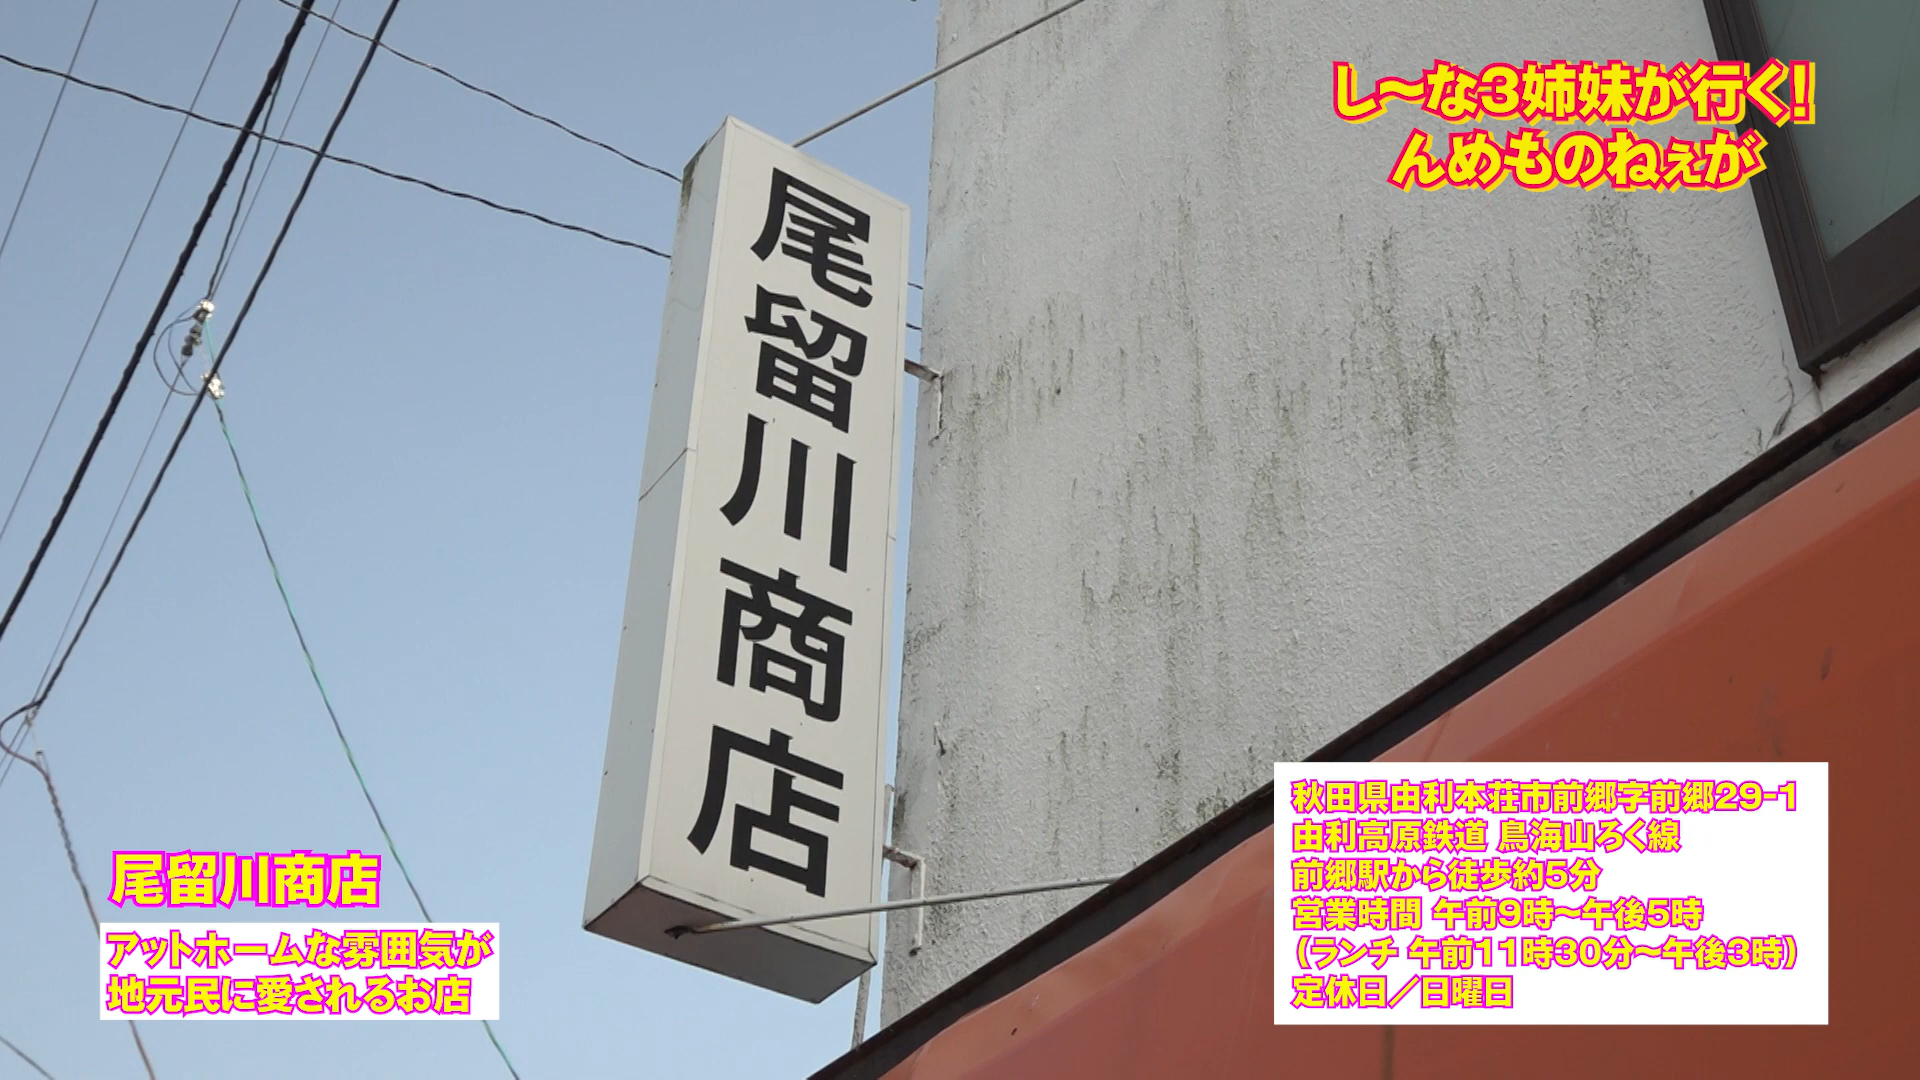 し〜な3姉妹が行く!
んめものねぇが
尾留川商店
尾留川商店
アットホームな雰囲気が
地元民に愛されるお店
秋田県由利本荘市前郷字前郷29-1
由利高原鉄道 鳥海山ろく線
前郷駅から徒歩約5分
営業時間 午前9時〜午後5時
(ランチ 午前11時30分〜午後3時)
定休日／日曜日